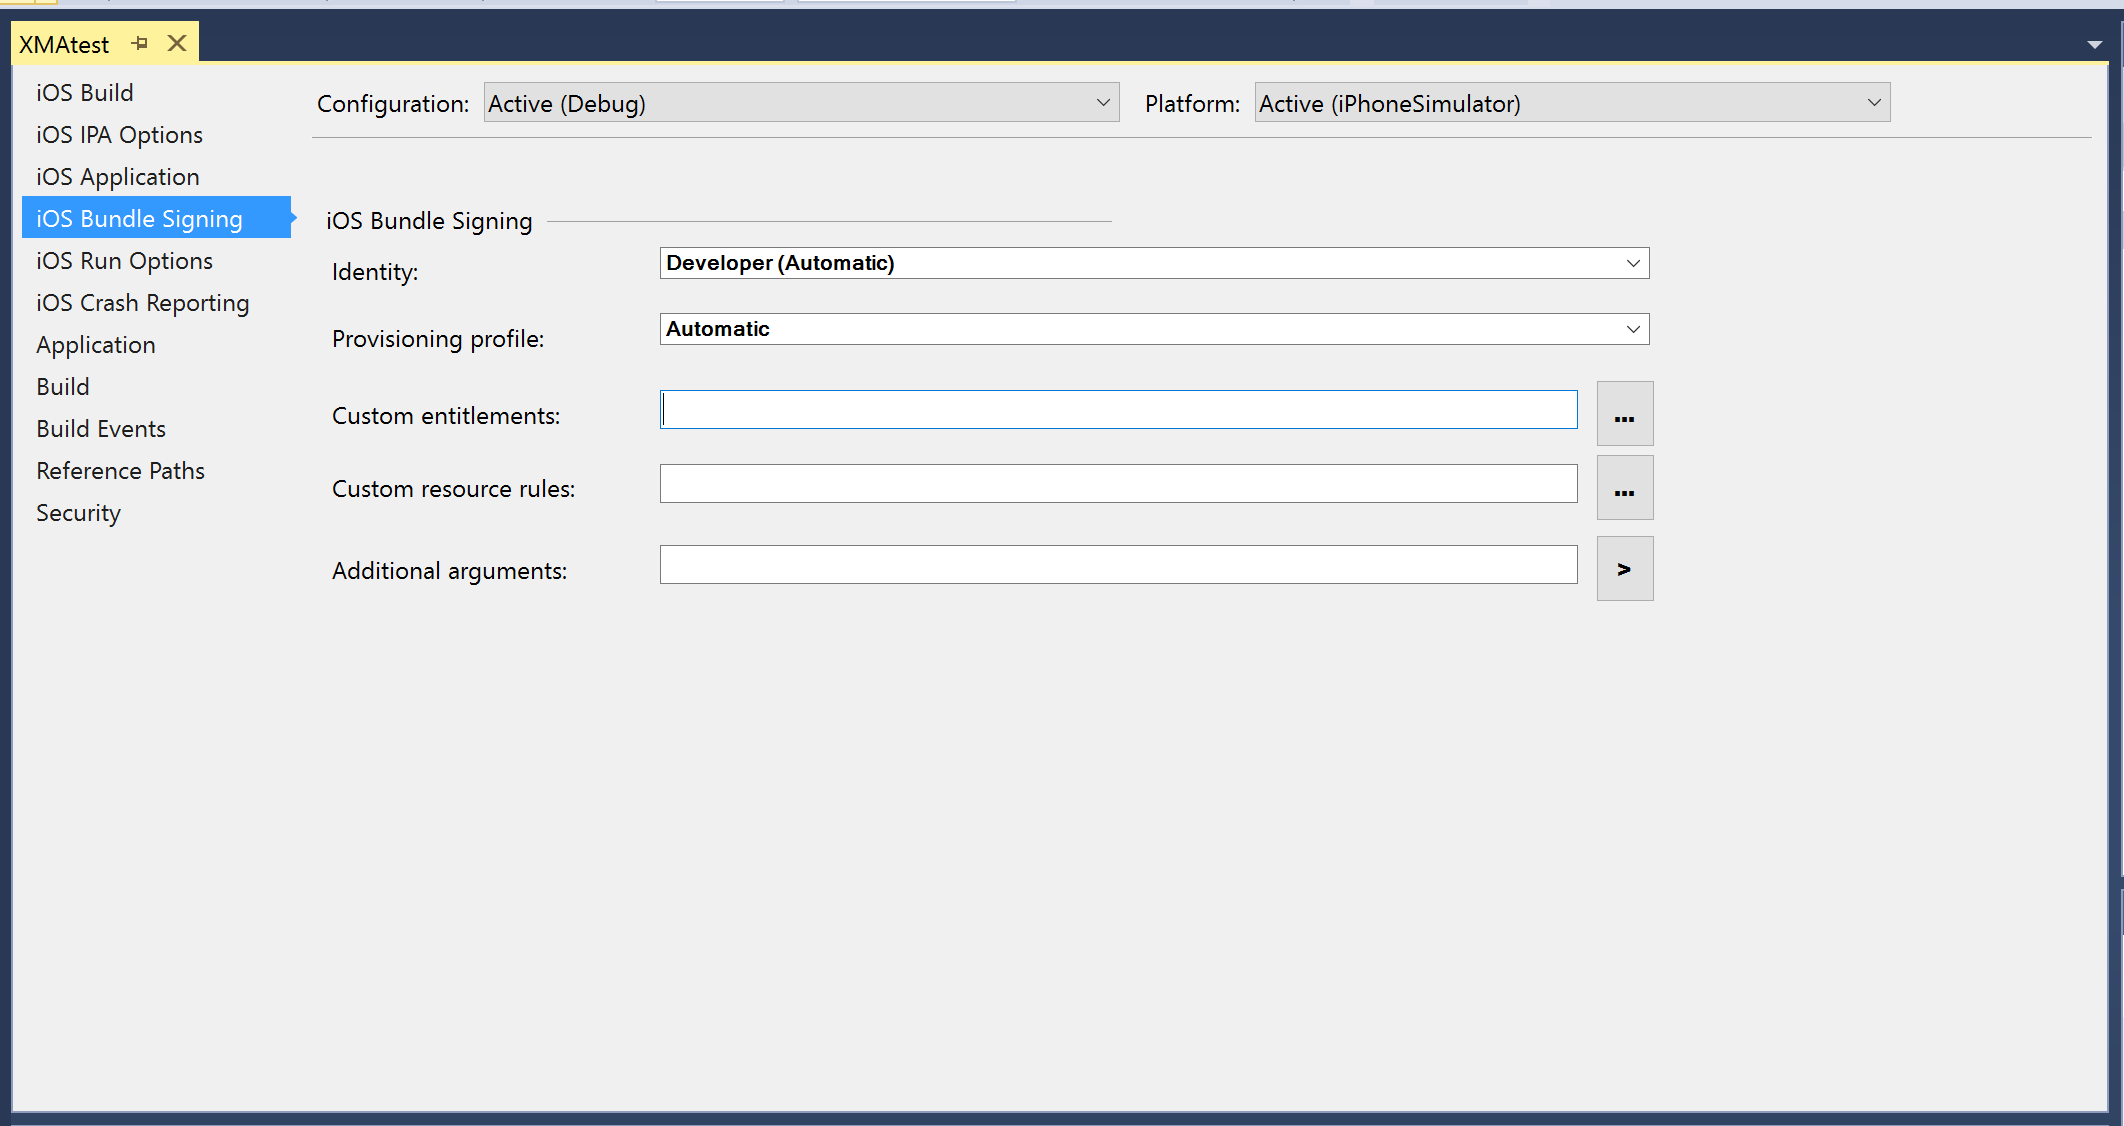 XMAtest
iOS Build
iOS IPA Options
iOS Application
iOS Bundle Signing
iOS Run Options
iOS Crash Reporting
Application
Build
Build Events
Reference Paths
Security
Configuration: Active (Debug) Platform: Active (iPhoneSimulator)
iOS Bundle Signing
Identity: Developer (Automatic)
Provisioning profile: Automatic
Custom entitlements: ...
Custom resource rules: ...
Additional arguments: >